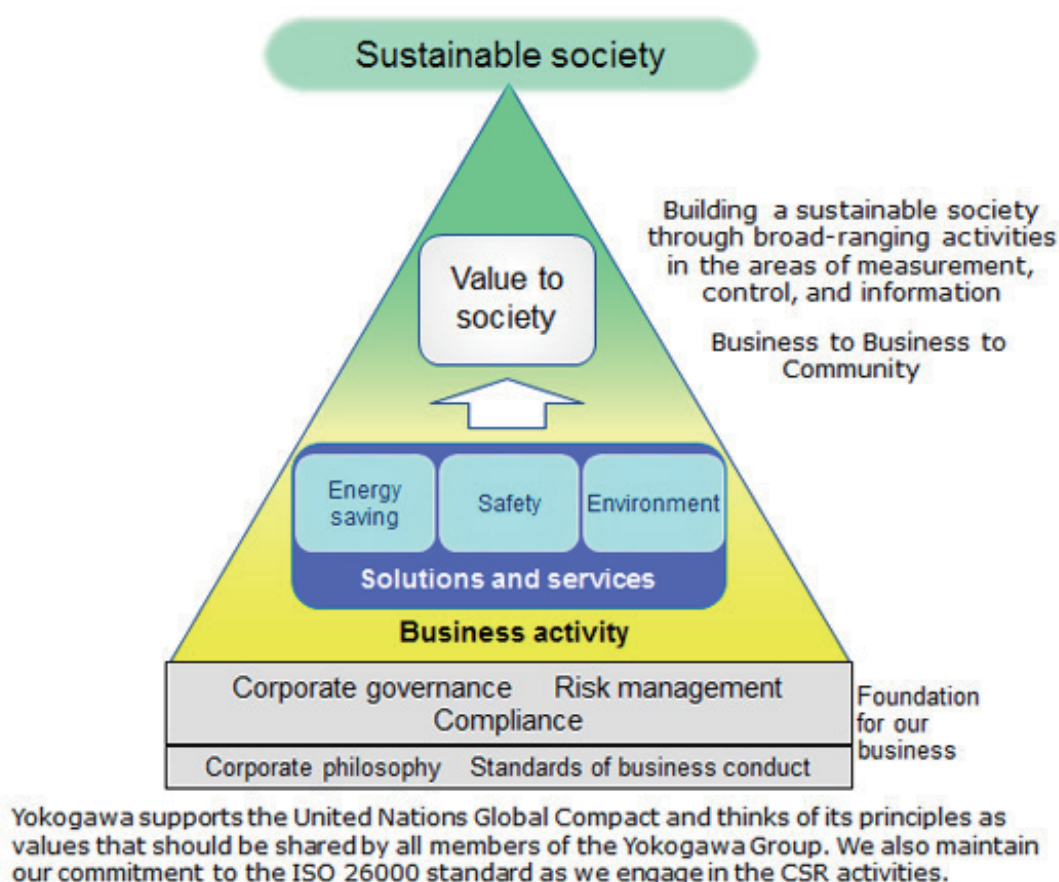 Sustainable society
Value to
society
Building a sustainable society
through broad-ranging activities
in the areas of measurement,
control, and information
Business to Business to
Community
Energy
saving
Safety
Environment
Solutions and services
Business activity
Corporate governance Risk management
Compliance
Corporate philosophy Standards of business conduct
Foundation
for our
business
Yokogawa supports the United Nations Global Compact and thinks of its principles as
values that should be shared by all members of the Yokogawa Group. We also maintain
our commitment to the ISO 26000 standard as we engage in the CSR activities.